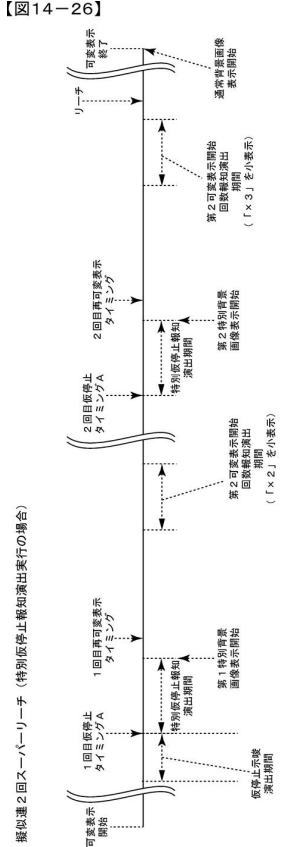 【図14－26】
擬似連2回スーパーリーチ（特別仮停止報知演出実行の場合）
可変表示
開始
仮停止示唆
演出期間
1回目仮停止
タイミングA
特別仮停止報知
演出期間
第1特別背景
画像表示開始
1回目再可変表示
タイミング
第2可変表示開始
回数報知演出
期間
（「×2」を小表示）
2回目仮停止
タイミングA
特別仮停止報知
演出期間
第2特別背景
画像表示開始
2回目再可変表示
タイミング
第2可変表示開始
回数報知演出
期間
（「×3」を小表示）
リーチ
可変表示
終了
通常背景画像
表示開始